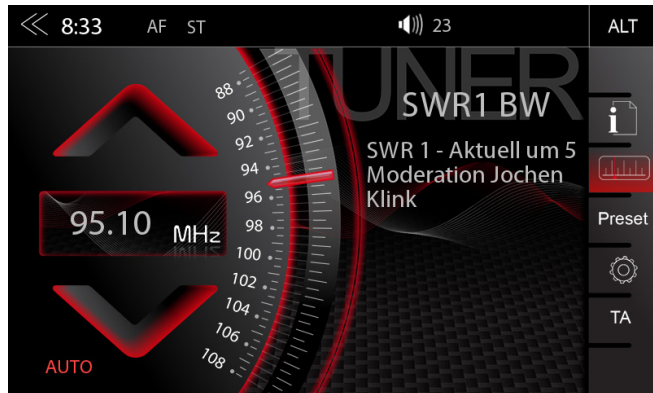 8:33 AF ST 23 ALT
TUNER
SWR1 BW
SWR 1 - Aktuell um 5
Moderation Jochen
Klink
88
90
92
94
96
98
100
102
104
106
108
95.10 MHz
AUTO
i
Preset
TA